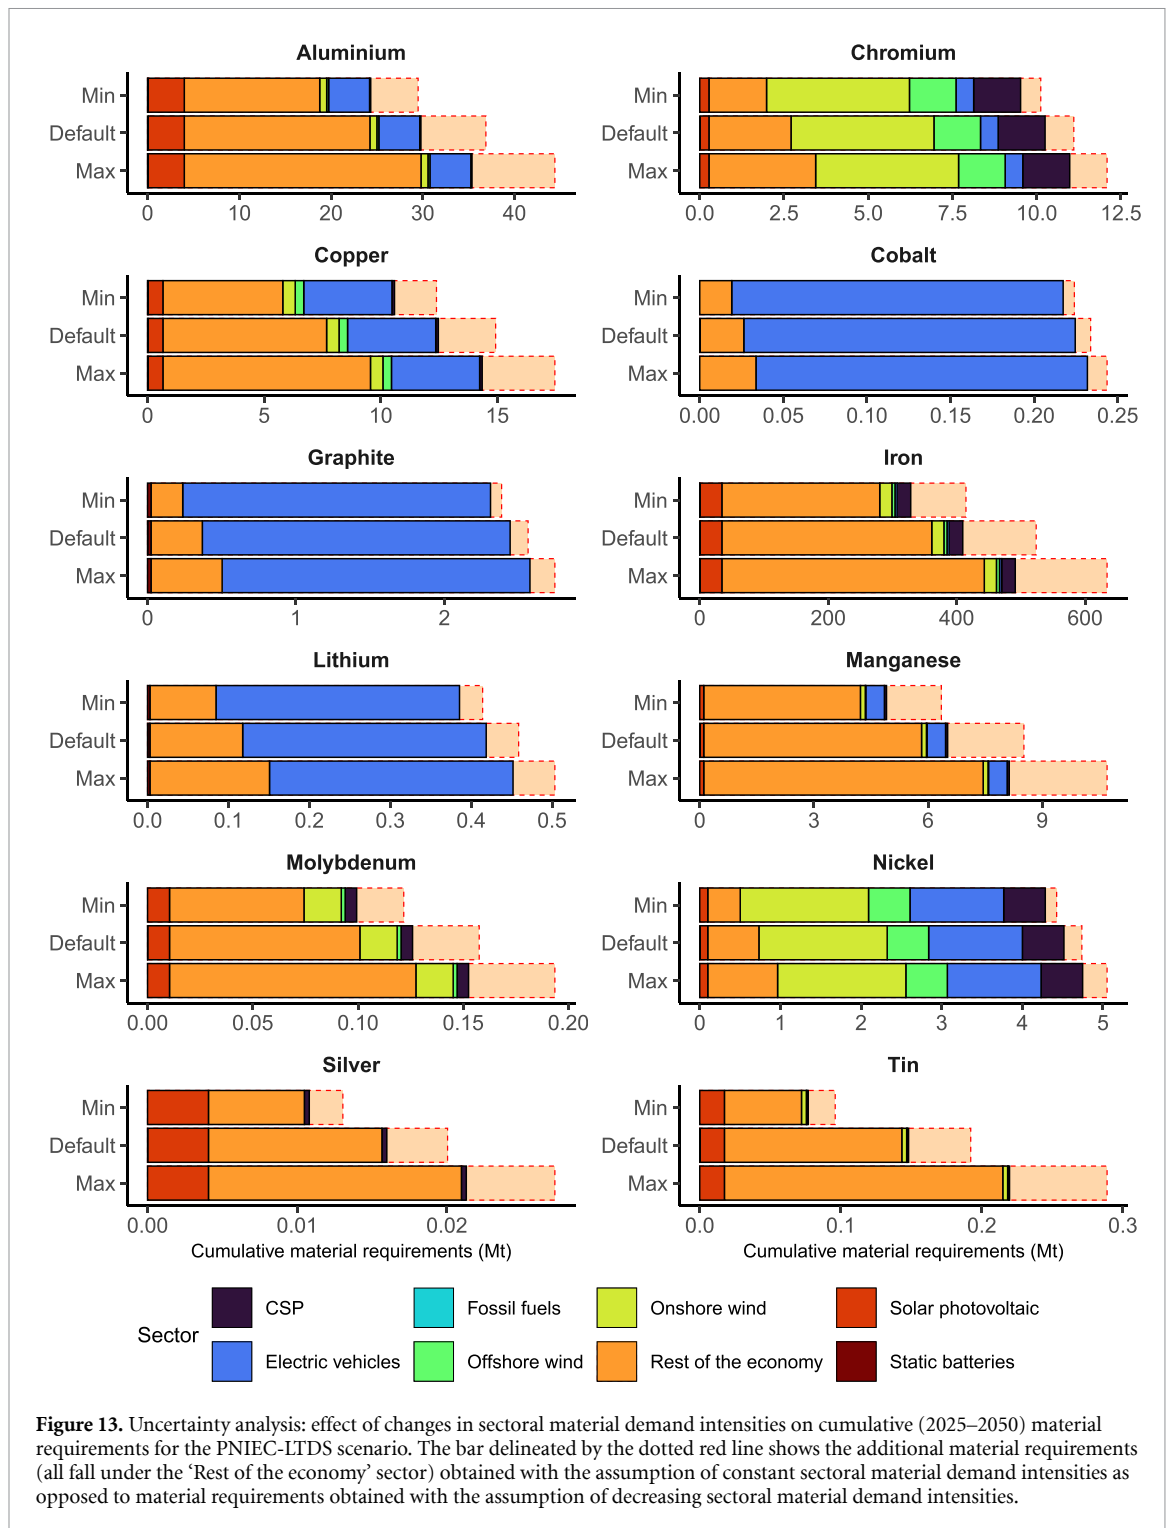 Aluminium
Min
Default
Max
0 10 20 30 40
Chromium
Min
Default
Max
0.0 2.5 5.0 7.5 10.0 12.5
Copper
Min
Default
Max
0 5 10 15
Cobalt
Min
Default
Max
0.00 0.05 0.10 0.15 0.20 0.25
Graphite
Min
Default
Max
0 1 2
Iron
Min
Default
Max
0 200 400 600
Lithium
Min
Default
Max
0.0 0.1 0.2 0.3 0.4 0.5
Manganese
Min
Default
Max
0 3 6 9
Molybdenum
Min
Default
Max
0.00 0.05 0.10 0.15 0.20
Nickel
Min
Default
Max
0 1 2 3 4 5
Silver
Min
Default
Max
0.00 0.01 0.02
Cumulative material requirements (Mt)
Tin
Min
Default
Max
0.0 0.1 0.2 0.3
Cumulative material requirements (Mt)
Sector
CSP Fossil fuels Onshore wind Solar photovoltaic
Electric vehicles Offshore wind Rest of the economy Static batteries
Figure 13. Uncertainty analysis: effect of changes in sectoral material demand intensities on cumulative (2025–2050) material
requirements for the PNIEC-LTDS scenario. The bar delineated by the dotted red line shows the additional material requirements
(all fall under the ‘Rest of the economy’ sector) obtained with the assumption of constant sectoral material demand intensities as
opposed to material requirements obtained with the assumption of decreasing sectoral material demand intensities.